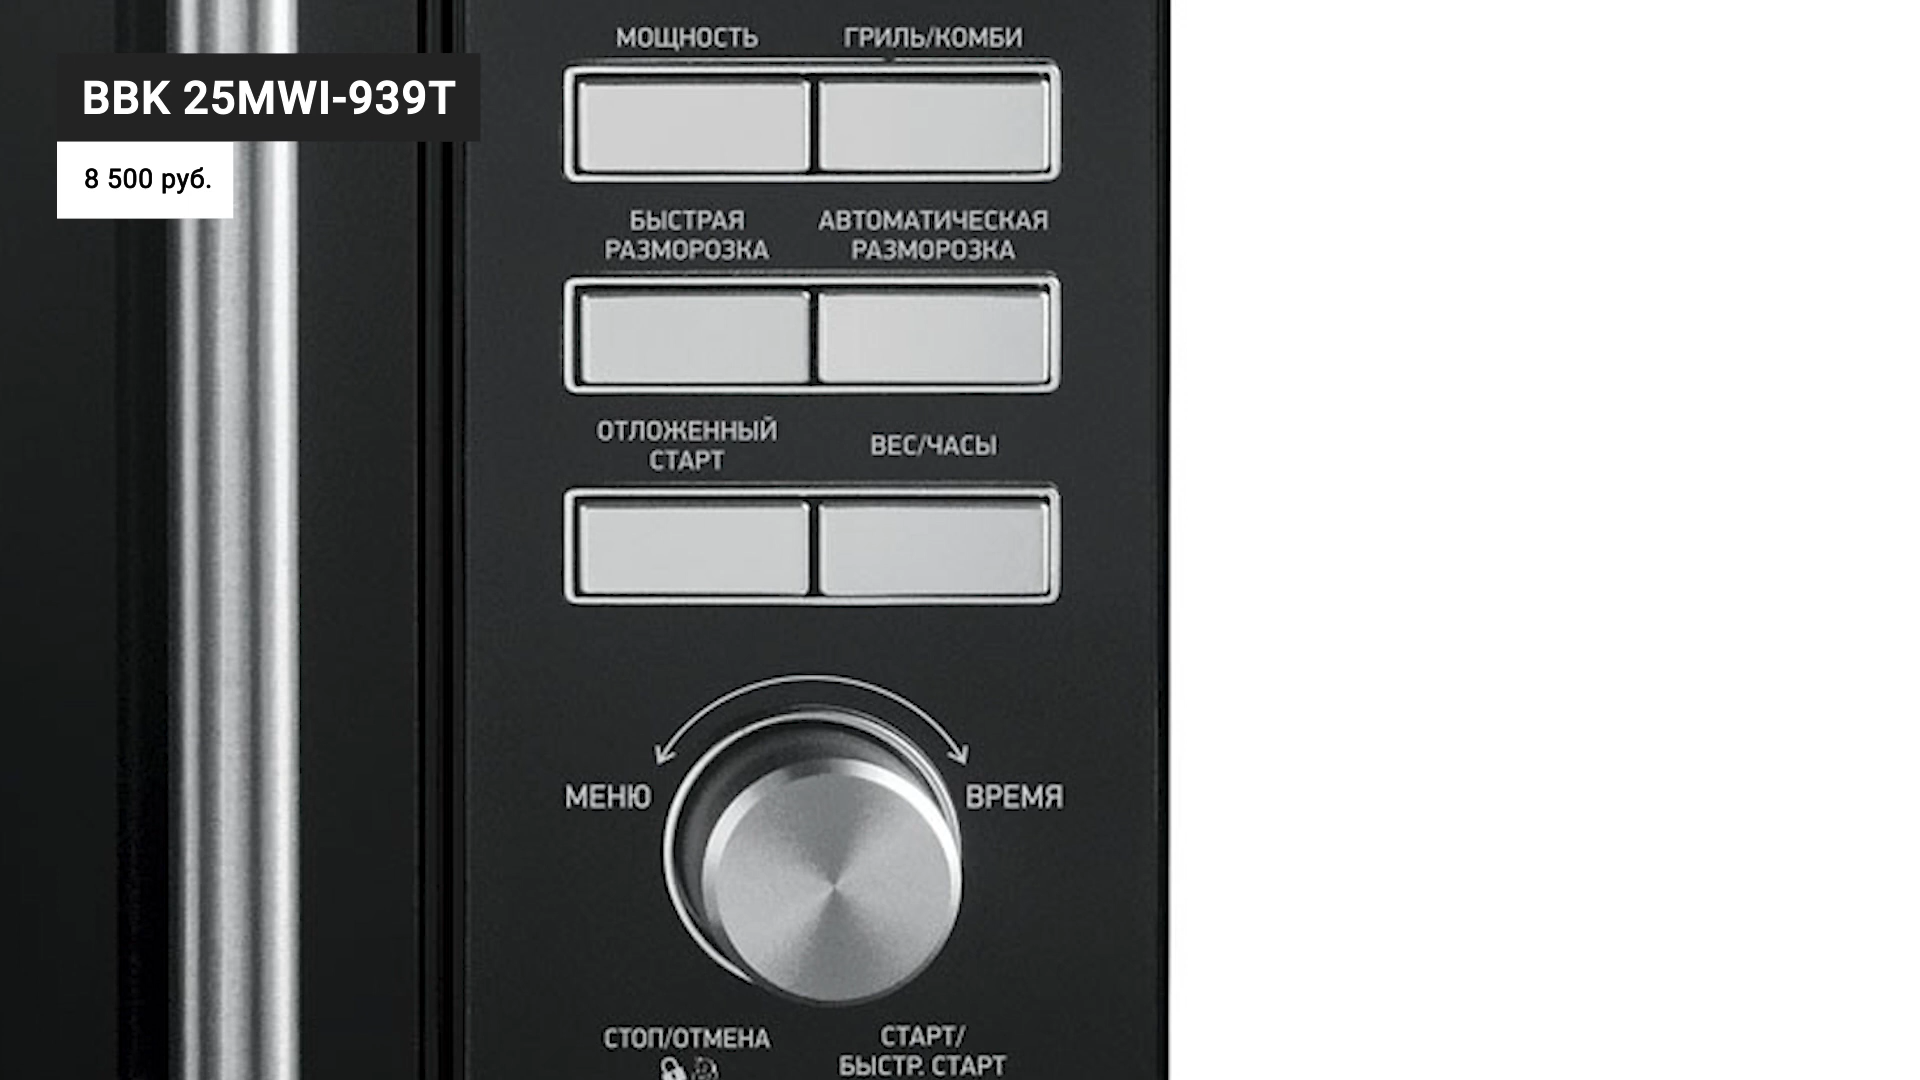 BBK 25MWI-939T
8 500 руб.
МОЩНОСТЬ
ГРИЛЬ/КОМБИ
БЫСТРАЯ
РАЗМОРОЗКА
АВТОМАТИЧЕСКАЯ
РАЗМОРОЗКА
ОТЛОЖЕННЫЙ
СТАРТ
ВЕС/ЧАСЫ
МЕНЮ
ВРЕМЯ
СТОП/ОТМЕНА
СТАРТ/
БЫСТР. СТАРТ